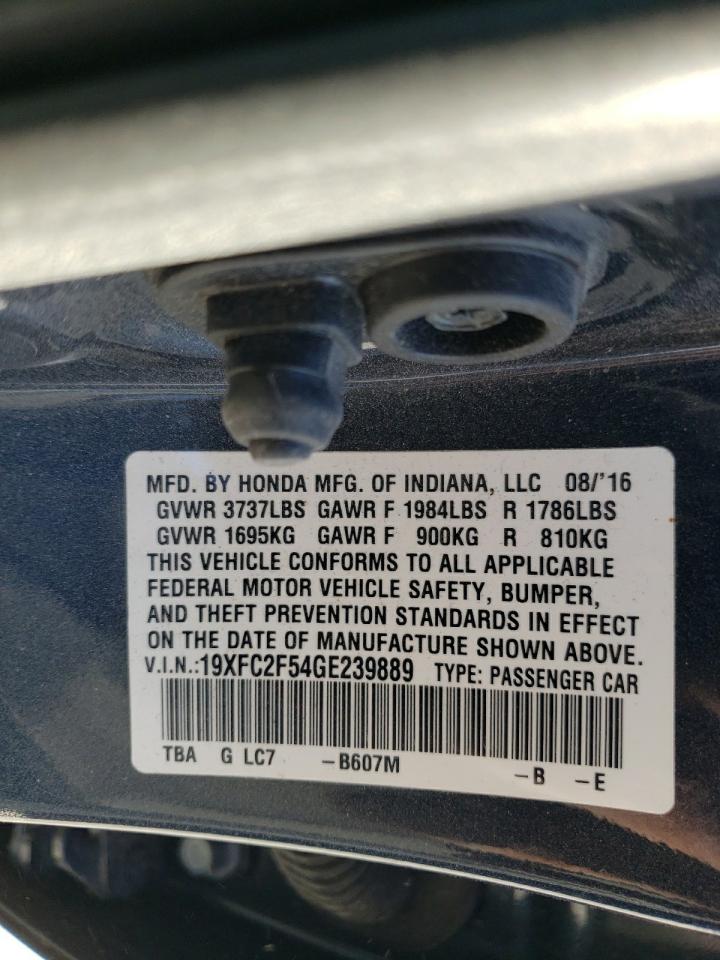 MFD. BY HONDA MFG. OF INDIANA, LLC 08/'16
GVWR 3737LBS GAWR F 1984LBS R 1786LBS
GVWR 1695KG GAWR F 900KG R 810KG
THIS VEHICLE CONFORMS TO ALL APPLICABLE
FEDERAL MOTOR VEHICLE SAFETY, BUMPER,
AND THEFT PREVENTION STANDARDS IN EFFECT
ON THE DATE OF MANUFACTURE SHOWN ABOVE.
V.I.N.:19XFC2F54GE239889 TYPE: PASSENGER CAR
TBA G LC7 -B607M -B -E